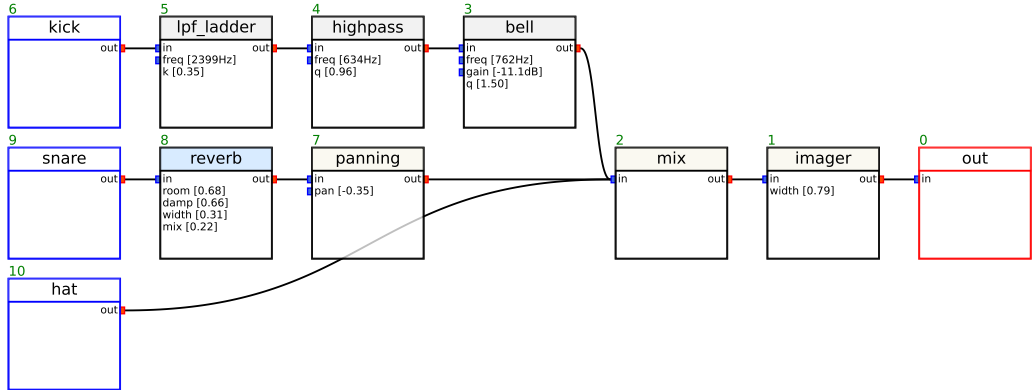 6
kick
out
5
lpf_ladder
in out
freq [2399Hz]
k [0.35]
4
highpass
in out
freq [634Hz]
q [0.96]
3
bell
in out
freq [762Hz]
gain [-11.1dB]
q [1.50]
9
snare
out
8
reverb
in out
room [0.68]
damp [0.66]
width [0.31]
mix [0.22]
7
panning
in out
pan [-0.35]
2
mix
in out
1
imager
in out
width [0.79]
0
out
in
10
hat
out